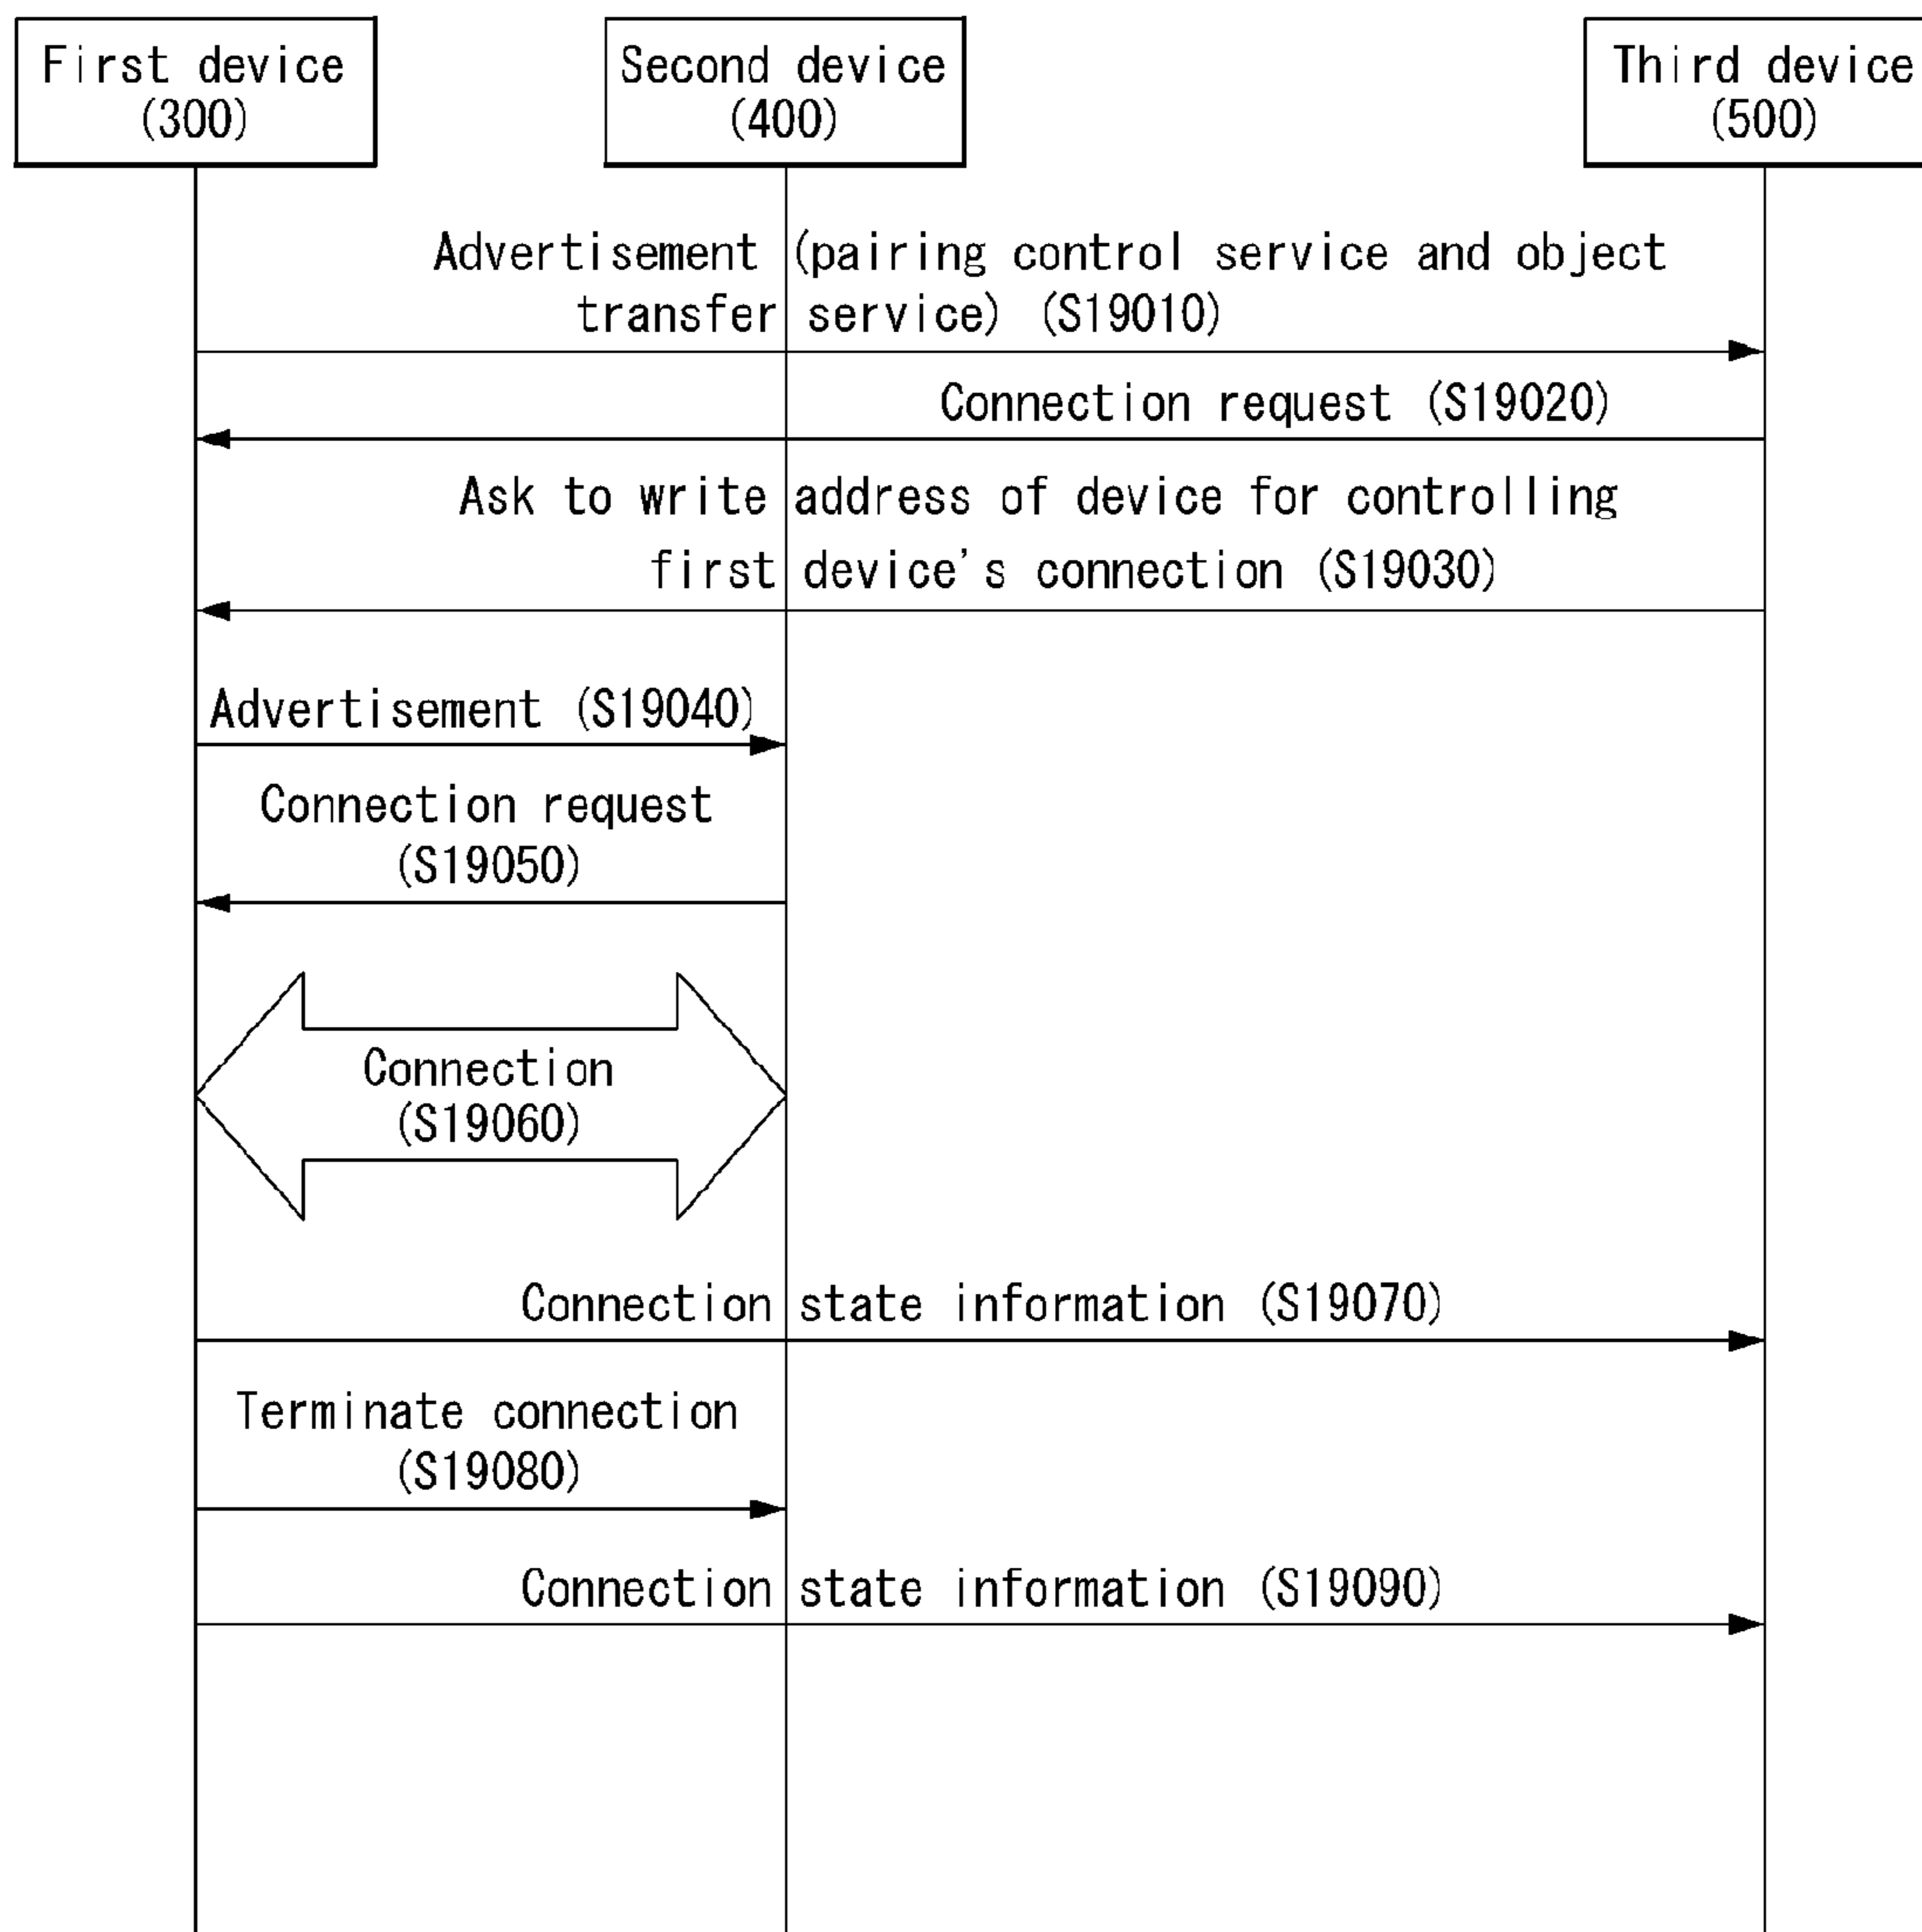 First device
(300)
Second device
(400)
Third device
(500)
Advertisement (pairing control service and object
transfer service) (S19010)
Connection request (S19020)
Ask to write address of device for controlling
first device's connection (S19030)
Advertisement (S19040)
Connection request
(S19050)
Connection
(S19060)
Connection state information (S19070)
Terminate connection
(S19080)
Connection state information (S19090)